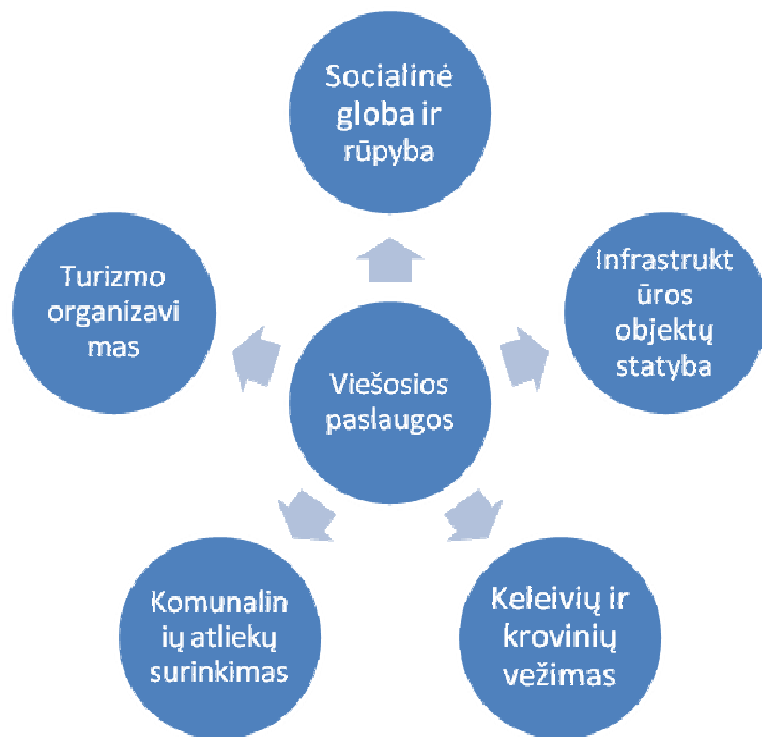 Socialinė
globa ir
rūpyba
Turizmo
organizavi
mas
Infrastrukt
ūros
objektų
statyba
Viešosios
paslaugos
Komunalin
ių atliekų
surinkimas
Keleivių ir
krovinių
vežimas